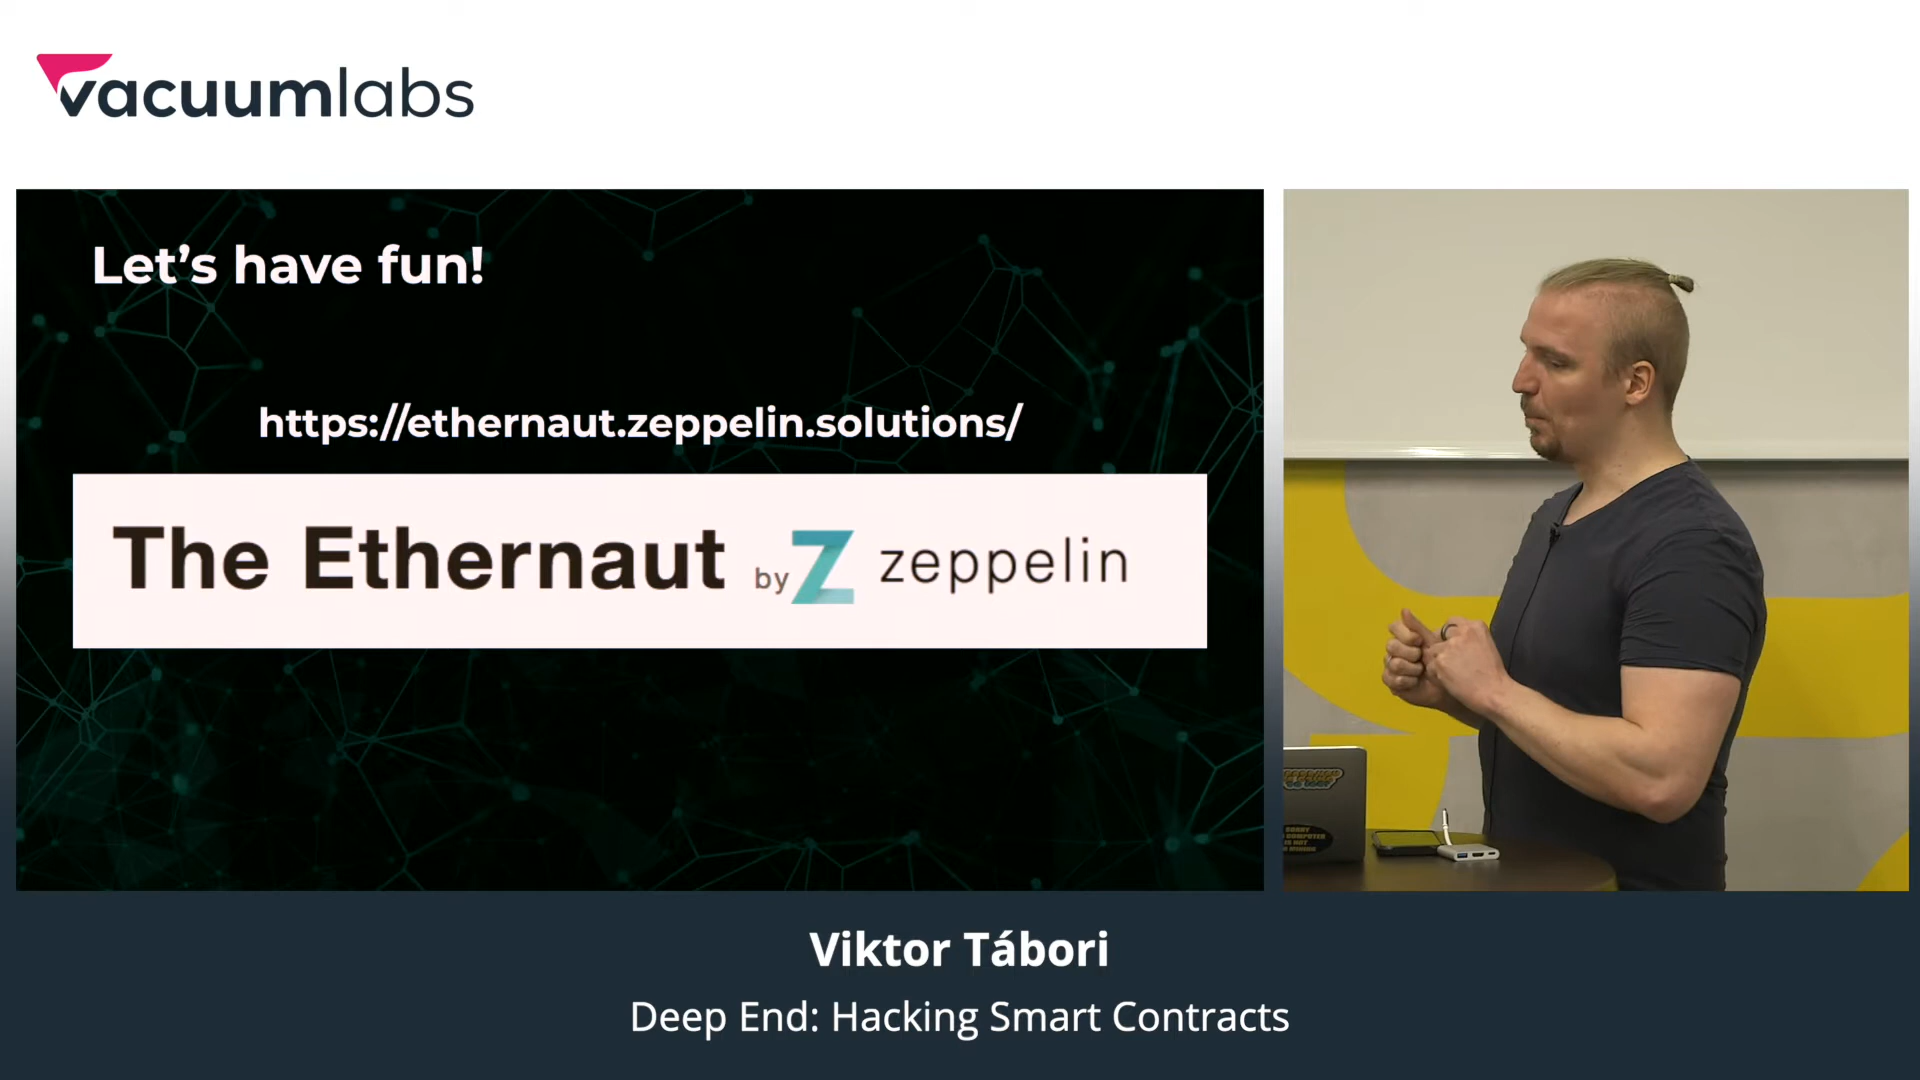 vacuumlabs
Let's have fun!
https://ethernaut.zeppelin.solutions/
The Ethernaut by Z zeppelin
Viktor Tábori
Deep End: Hacking Smart Contracts